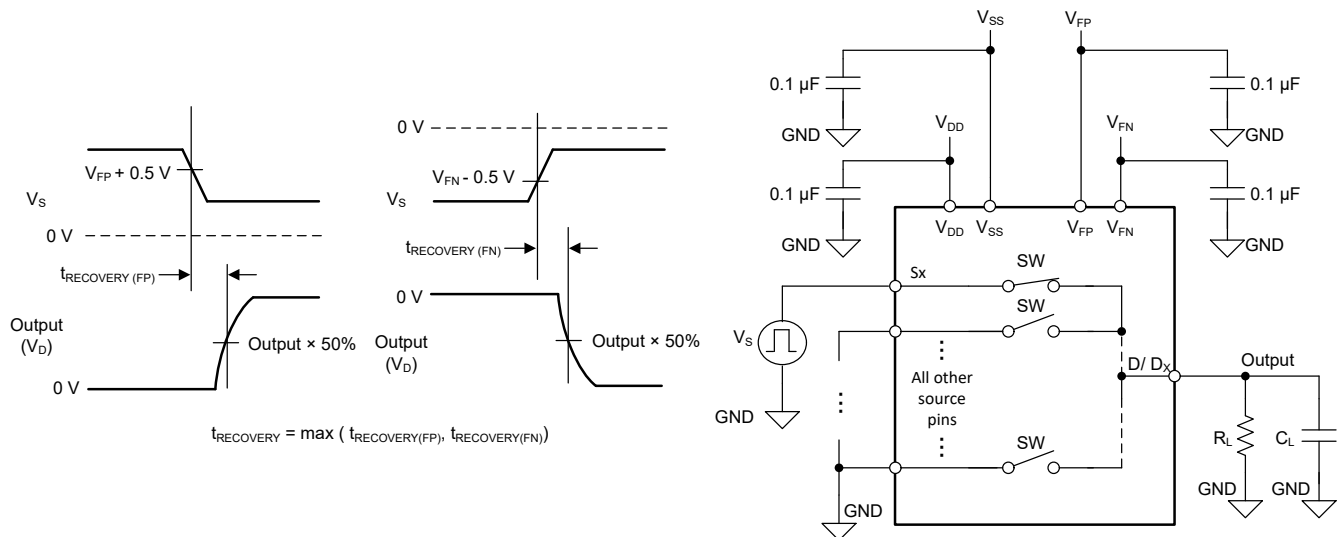 0 V
V_FP + 0.5 V
V_S
0 V
t_RECOVERY (FP)
Output
(V_D)
Output × 50%
0 V
V_FN - 0.5 V
V_S
t_RECOVERY (FN)
0 V
Output
(V_D)
Output × 50%
0 V
t_RECOVERY = max ( t_RECOVERY(FP), t_RECOVERY(FN))
V_SS
V_FP
0.1 µF
0.1 µF
GND
GND
V_DD
V_FN
0.1 µF
0.1 µF
GND
GND
V_DD
V_SS
V_FP
V_FN
Sx
SW
SW
V_S
GND
⋮
⋮
All other
source
pins
⋮
D/ D_X
Output
SW
R_L
C_L
GND
GND
GND